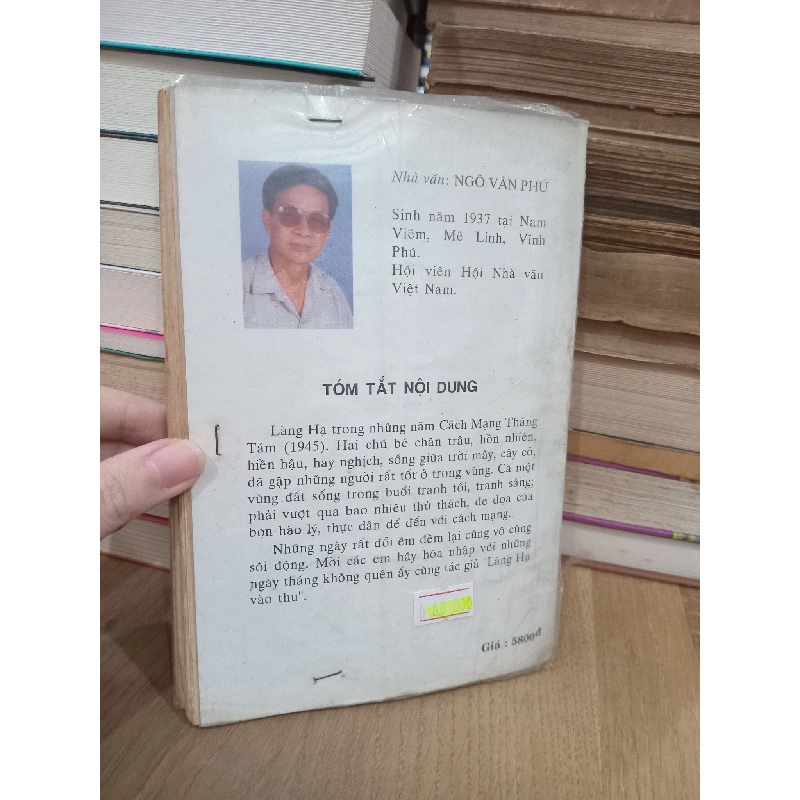 Nhà văn: NGÔ VĂN PHÚ
Sinh năm 1937 tại Nam
Viêm, Mê Linh, Vĩnh
Phú.
Hội viên Hội Nhà văn
Việt Nam.
TÓM TẮT NỘI DUNG
Làng Hạ trong những năm Cách Mạng Tháng
Tám (1945). Hai chú bé chăn trâu, hồn nhiên,
hiền hậu, hay nghịch, sống giữa trời mây, cây cỏ,
đã gặp những người rất tốt ở trong vùng. Cả một
vùng đất sống trong buổi tranh tối, tranh sáng;
phải vượt qua bao nhiêu thử thách, đe dọa của
bọn hào lý, thực dân để đến với cách mạng.
Những ngày rất đỗi êm đềm lại cũng vô cùng
sôi động. Mời các em hãy hòa nhập với những
ngày tháng không quên ấy cùng tác giả "Làng Hạ
vào thu".
60.000
Giá : 5800đ